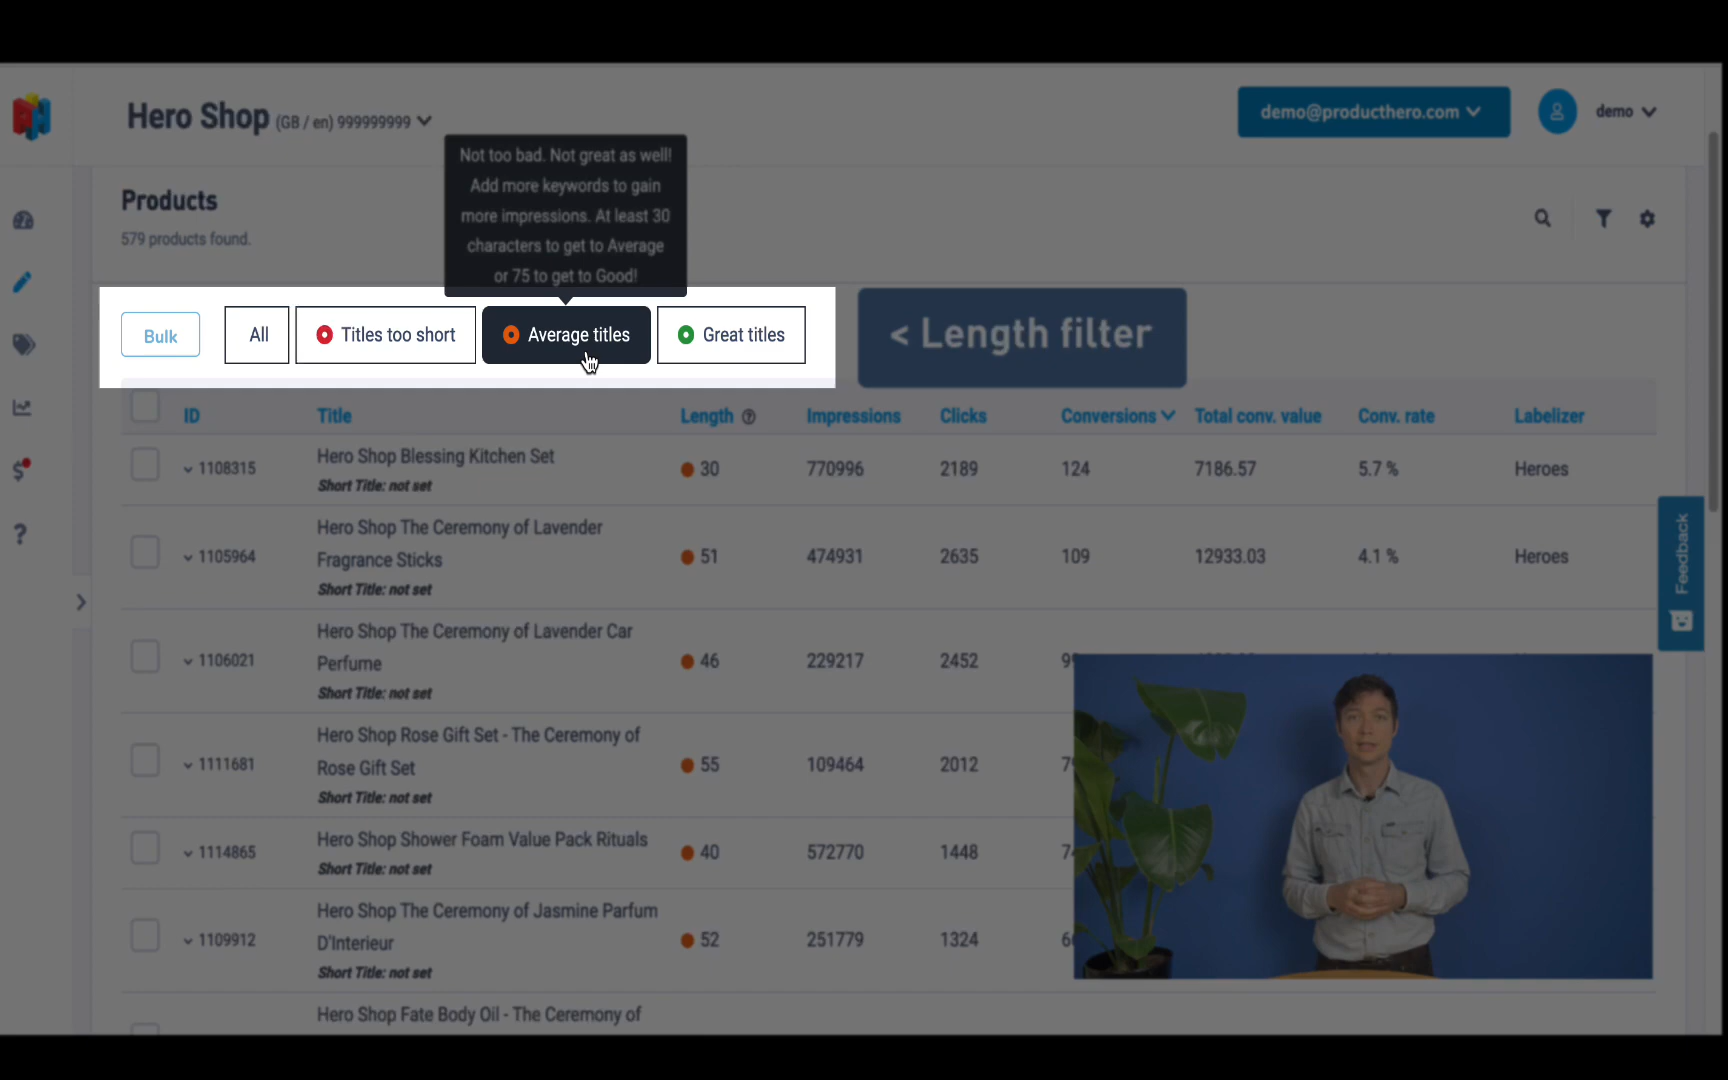 Hero Shop (GB / en) 999999999
demo@producthero.com
demo
Not too bad. Not great as well!
Add more keywords to gain
more impressions. At least 30
characters to get to Average
or 75 to get to Good!
Products
579 products found.
Bulk
All
Titles too short
Average titles
Great titles
< Length filter
ID Title Length Impressions Clicks Conversions Total conv. value Conv. rate Labelizer
1108315 Hero Shop Blessing Kitchen Set 30 770996 2189 124 7186.57 5.7 % Heroes
Short Title: not set
Hero Shop The Ceremony of Lavender
1105964 Fragrance Sticks 51 474931 2635 109 12933.03 4.1 % Heroes
Short Title: not set
Hero Shop The Ceremony of Lavender Car
1106021 Perfume 46 229217 2452
Short Title: not set
Hero Shop Rose Gift Set - The Ceremony of
1111681 Rose Gift Set 55 109464 2012
Short Title: not set
1114865 Hero Shop Shower Foam Value Pack Rituals 40 572770 1448
Short Title: not set
Hero Shop The Ceremony of Jasmine Parfum
1109912 D'Interieur 52 251779 1324
Short Title: not set
Hero Shop Fate Body Oil - The Ceremony of
Feedback